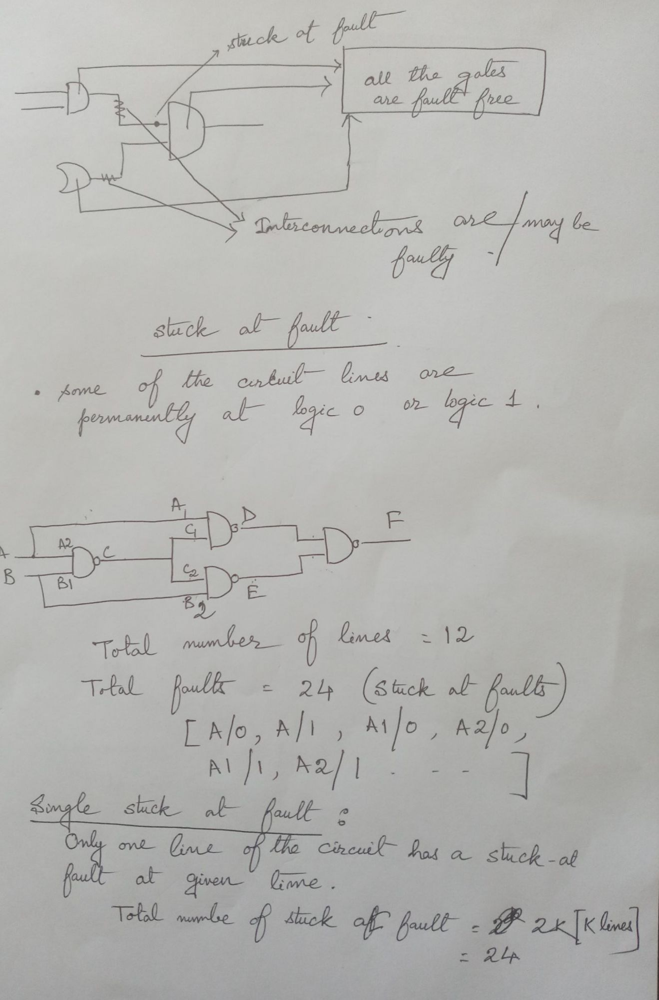 stuck at fault
all the gates
are fault free
Interconnections are/may be
faulty.
stuck at fault
• some of the circuit lines are
permanently at logic 0 or logic 1.
A1
D
F
C1
A2
A
C
B
B1
C2
E
B2
Total number of lines = 12
Total faults = 24 (Stuck at faults)
[A/0, A/1, A1/0, A2/0,
A1/1, A2/1 . - - ]
Single stuck at fault :
Only one line of the circuit has a stuck-at
fault at given time.
Total numbe of stuck at fault = 2K [K lines]
= 24